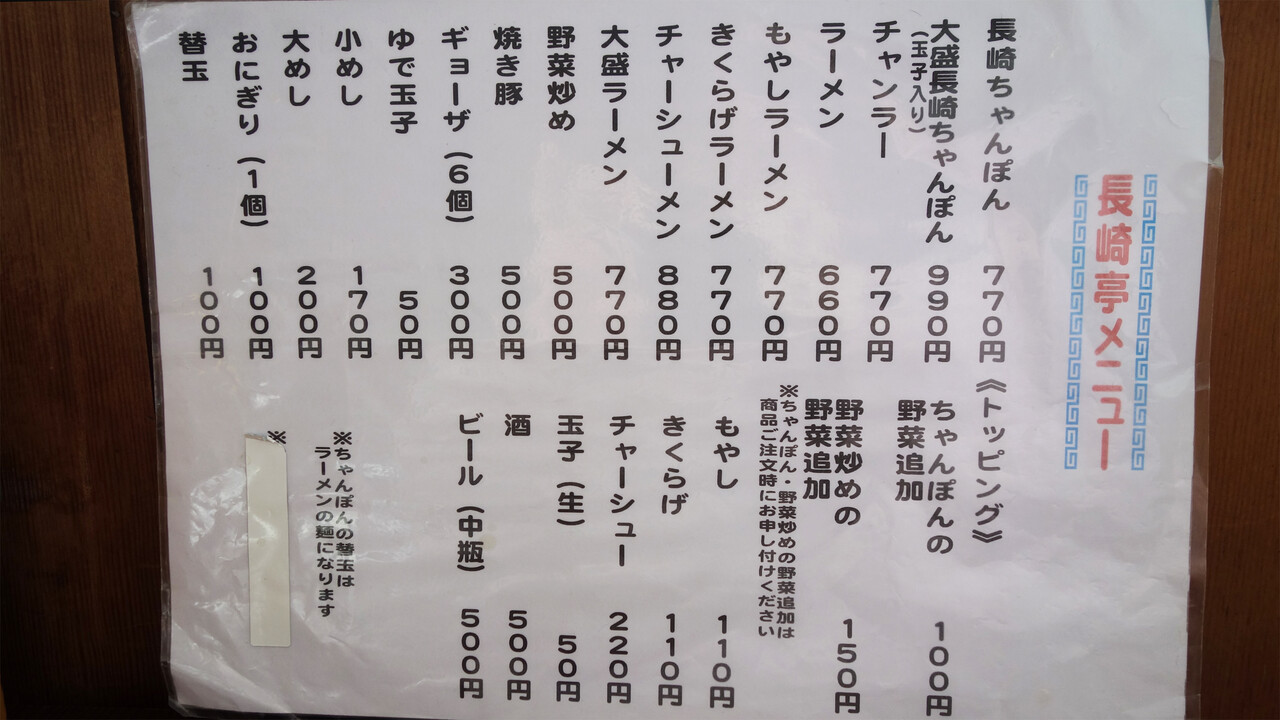 長崎亭メニュー
長崎ちゃんぽん 770円
大盛長崎ちゃんぽん 990円
(玉子入り)
チャンラー 770円
ラーメン 660円
もやしラーメン 770円
きくらげラーメン 770円
チャーシューメン 880円
大盛ラーメン 770円
野菜炒め 500円
焼き豚 500円
ギョーザ(6個) 300円
ゆで玉子 50円
小めし 170円
大めし 200円
おにぎり(1個) 100円
替玉 100円
《トッピング》
ちゃんぽんの
野菜追加 100円
野菜炒めの
野菜追加 150円
※ちゃんぽん・野菜炒めの野菜追加は
商品ご注文時にお申し付けください
もやし 110円
きくらげ 110円
チャーシュー 220円
玉子(生) 50円
酒 500円
ビール(中瓶) 500円
※ちゃんぽんの替玉は
ラーメンの麺になります
※